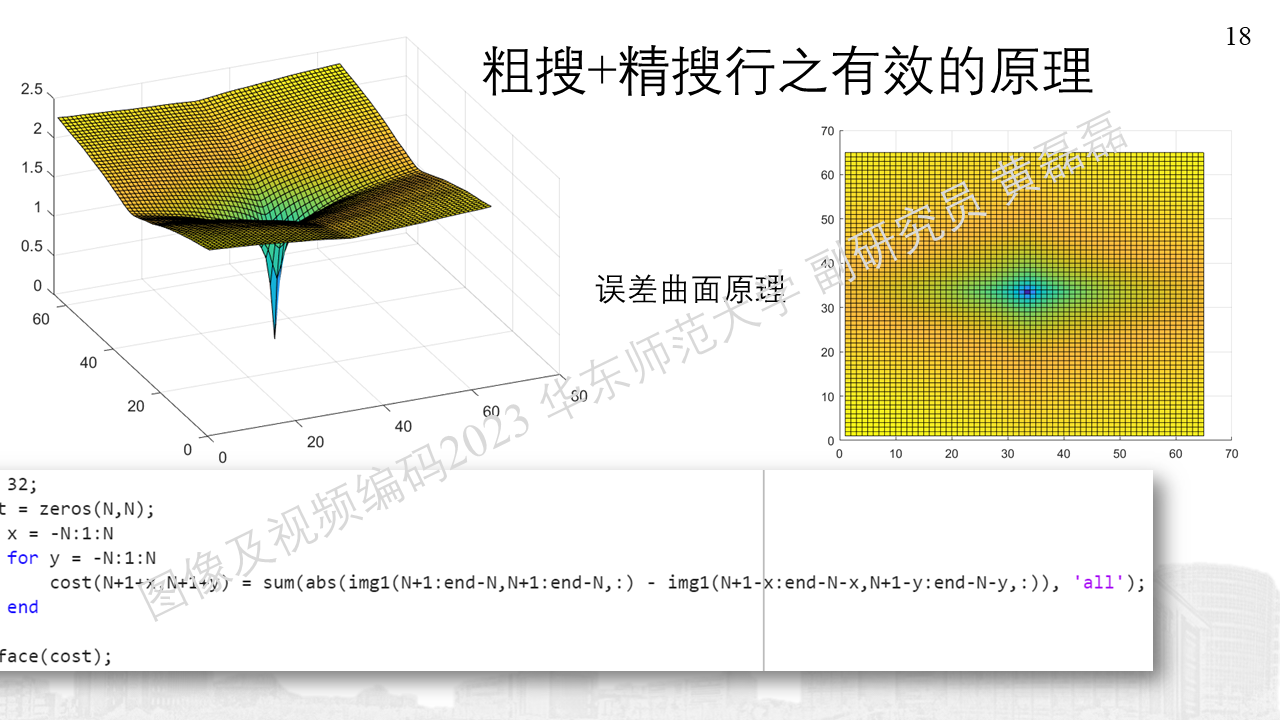 18
粗搜+精搜行之有效的原理
2.5
2
1.5
1
0.5
0
60
40
20
0
0
20
40
60
80
误差曲面原理
70
60
50
40
30
20
10
0
0 10 20 30 40 50 60 70
图像及视频编码2023 华东师范大学 副研究员 黄磊磊
32;
t = zeros(N,N);
x = -N:1:N
for y = -N:1:N
cost(N+1+x,N+1+y) = sum(abs(img1(N+1:end-N,N+1:end-N,:) - img1(N+1-x:end-N-x,N+1-y:end-N-y,:)), 'all');
end
face(cost);